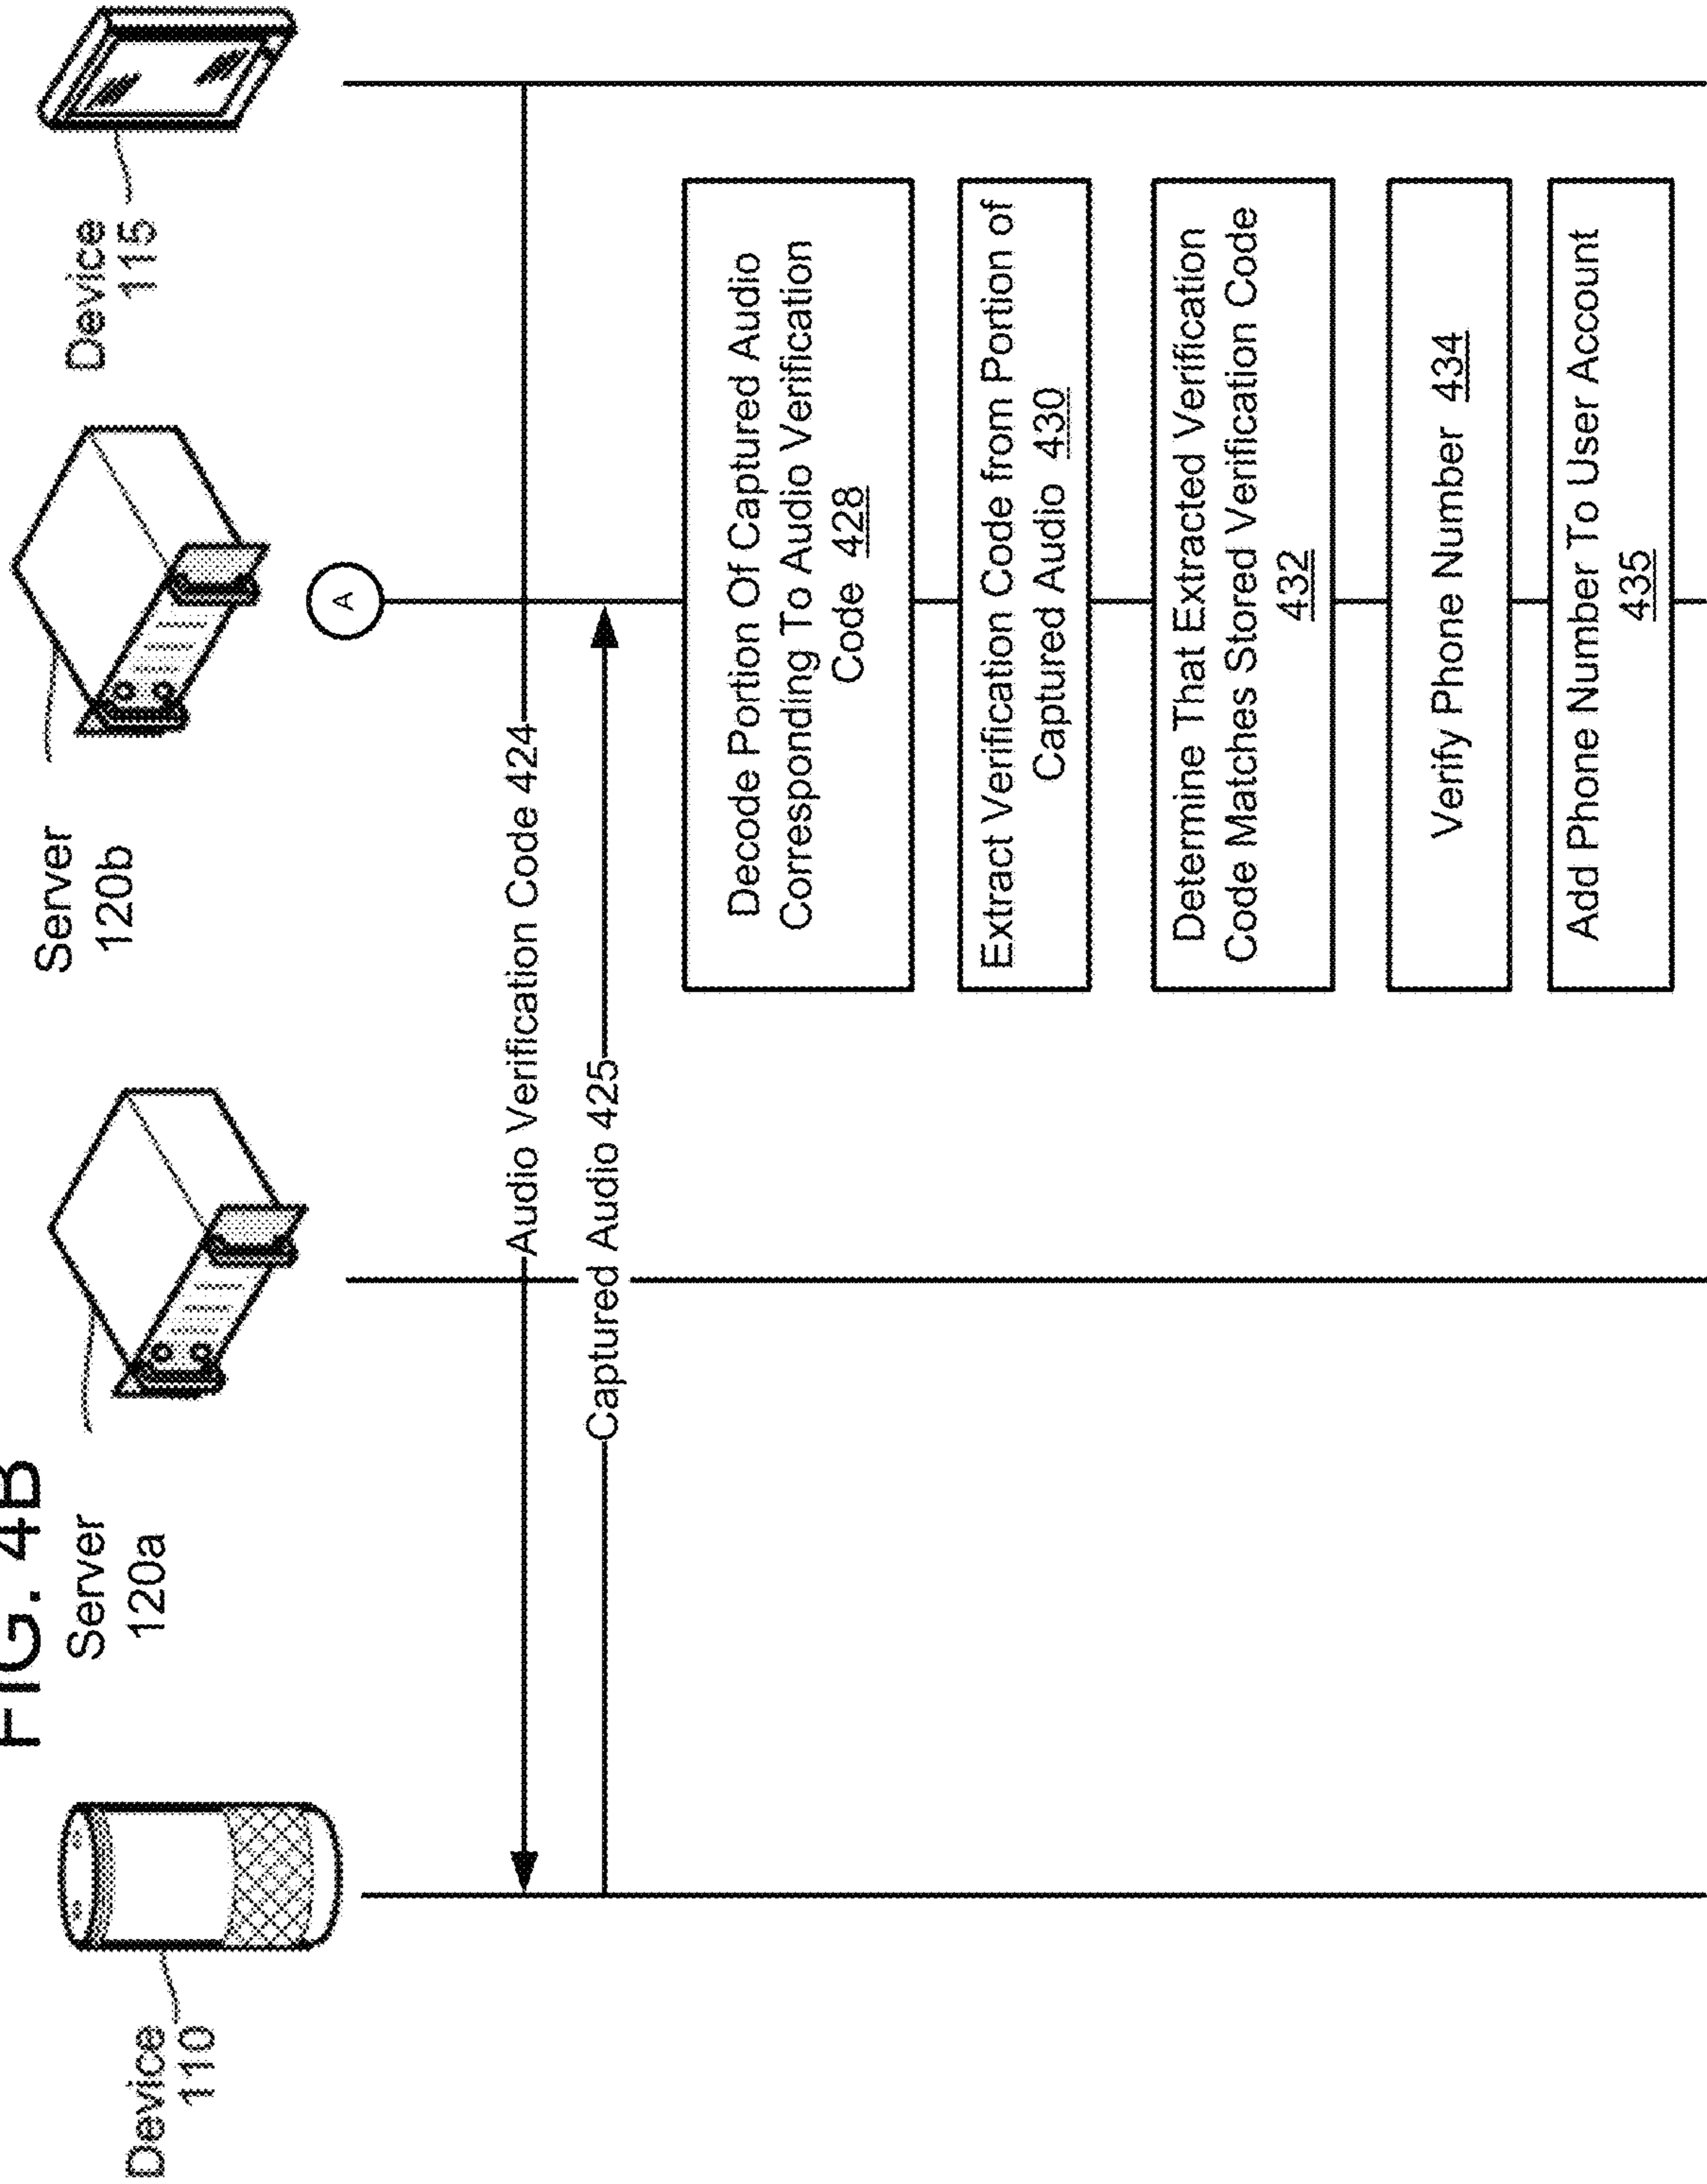 FIG. 4B
Device
110
Server
120a
Server
120b
Device
115
A
Audio Verification Code 424
Captured Audio 425
Decode Portion Of Captured Audio
Corresponding To Audio Verification
Code 428
Extract Verification Code from Portion of
Captured Audio 430
Determine That Extracted Verification
Code Matches Stored Verification Code
432
Verify Phone Number 434
Add Phone Number To User Account
435